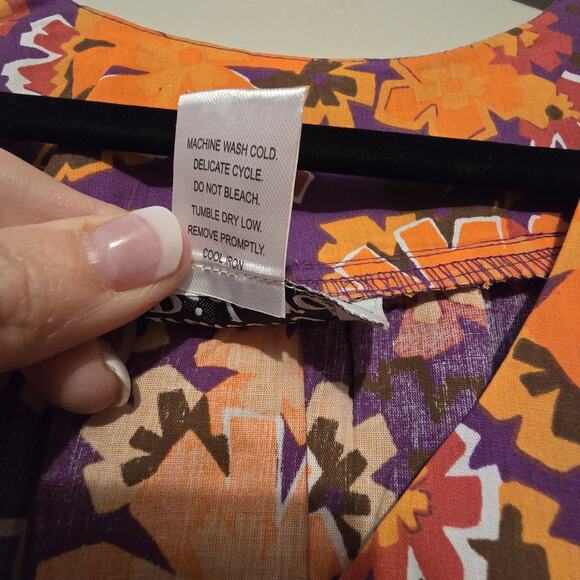 MACHINE WASH COLD.
DELICATE CYCLE.
DO NOT BLEACH.
TUMBLE DRY LOW.
REMOVE PROMPTLY.
COOL IRON